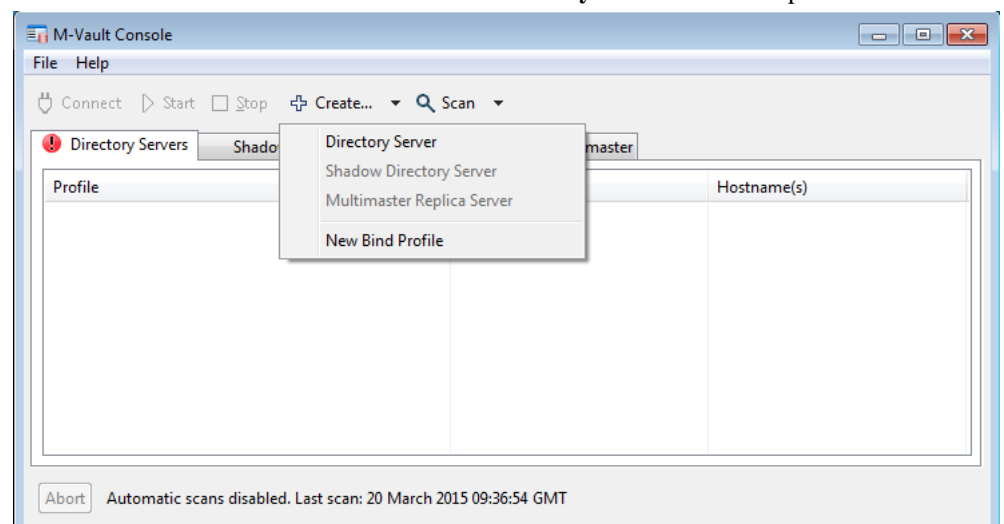 M-Vault Console
File Help
Connect Start Stop Create... Scan
Directory Servers Shado master
Directory Server
Shadow Directory Server
Multimaster Replica Server
New Bind Profile
Profile Hostname(s)
Abort Automatic scans disabled. Last scan: 20 March 2015 09:36:54 GMT